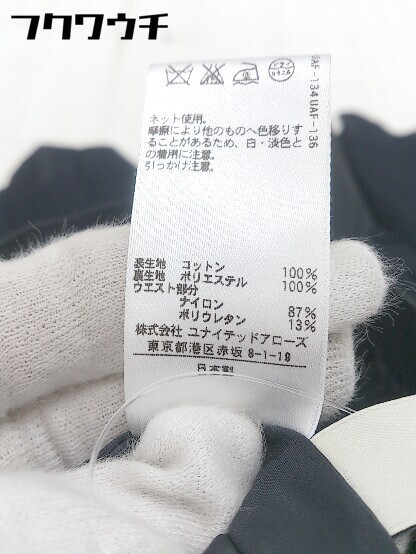 フクワウチ
UAF-134UAF-136
ネット使用。
摩擦により他のものへ色移りす
ることがあるため、白・淡色と
の着用に注意。
引っかけ注意。
表生地 コットン 100%
裏生地 ポリエステル 100%
ウエスト部分
ナイロン 87%
ポリウレタン 13%
株式会社 ユナイテッドアローズ
東京都港区赤坂 8-1-19
日本製